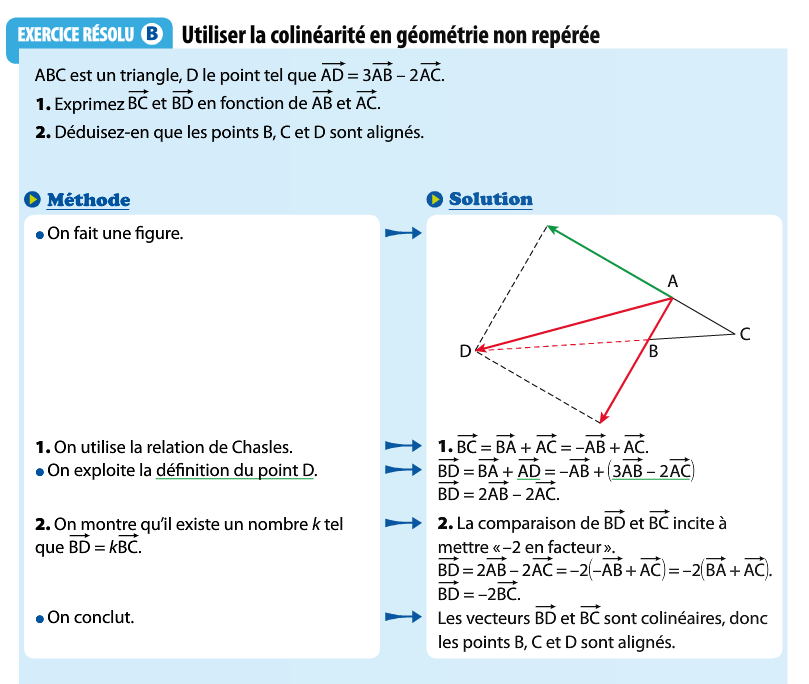 EXERCICE RÉSOLU B Utiliser la colinéarité en géométrie non repérée
ABC est un triangle, D le point tel que $\overrightarrow{AD} = 3\overrightarrow{AB} - 2\overrightarrow{AC}$.
1. Exprimez $\overrightarrow{BC}$ et $\overrightarrow{BD}$ en fonction de $\overrightarrow{AB}$ et $\overrightarrow{AC}$.
2. Déduisez-en que les points B, C et D sont alignés.
Méthode
Solution
• On fait une figure.
A
C
B
D
1. On utilise la relation de Chasles.
1. $\overrightarrow{BC} = \overrightarrow{BA} + \overrightarrow{AC} = -\overrightarrow{AB} + \overrightarrow{AC}$.
• On exploite la définition du point D.
$\overrightarrow{BD} = \overrightarrow{BA} + \overrightarrow{AD} = -\overrightarrow{AB} + (3\overrightarrow{AB} - 2\overrightarrow{AC})$
$\overrightarrow{BD} = 2\overrightarrow{AB} - 2\overrightarrow{AC}$.
2. On montre qu'il existe un nombre k tel
que $\overrightarrow{BD} = k\overrightarrow{BC}$.
2. La comparaison de $\overrightarrow{BD}$ et $\overrightarrow{BC}$ incite à
mettre «–2 en facteur».
$\overrightarrow{BD} = 2\overrightarrow{AB} - 2\overrightarrow{AC} = -2(-\overrightarrow{AB} + \overrightarrow{AC}) = -2(\overrightarrow{BA} + \overrightarrow{AC})$.
$\overrightarrow{BD} = -2\overrightarrow{BC}$.
• On conclut.
Les vecteurs $\overrightarrow{BD}$ et $\overrightarrow{BC}$ sont colinéaires, donc
les points B, C et D sont alignés.